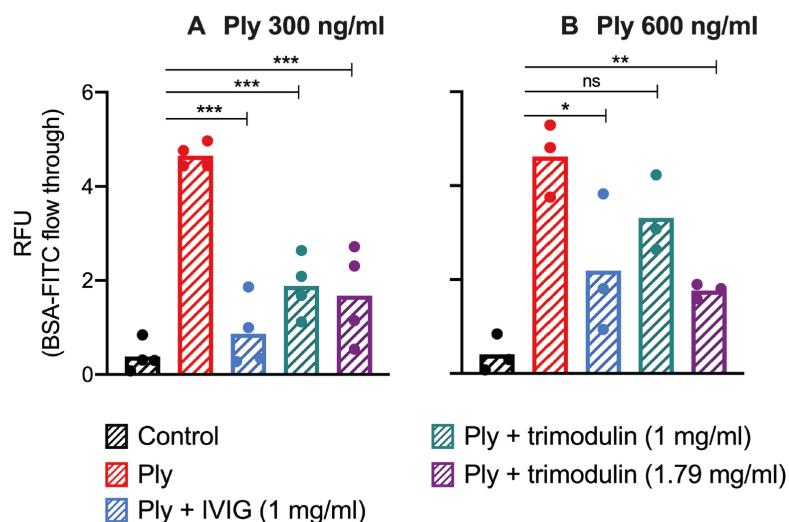 A Ply 300 ng/ml
B Ply 600 ng/ml
***
***
***
**
ns
*
RFU
(BSA-FITC flow through)
6
4
2
0
Control
Ply
Ply + IVIG (1 mg/ml)
Ply + trimodulin (1 mg/ml)
Ply + trimodulin (1.79 mg/ml)